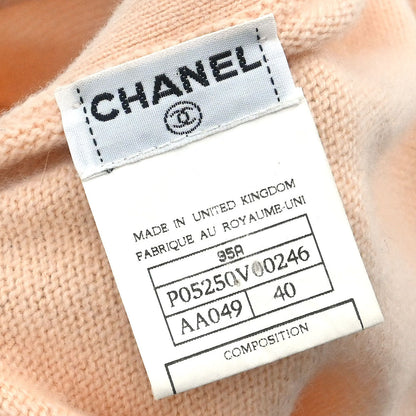 CHANEL
MADE IN UNITED KINGDOM
FABRIQUE AU ROYAUME-UNI
95A
P05250V00246
AA049 40
COMPOSITION